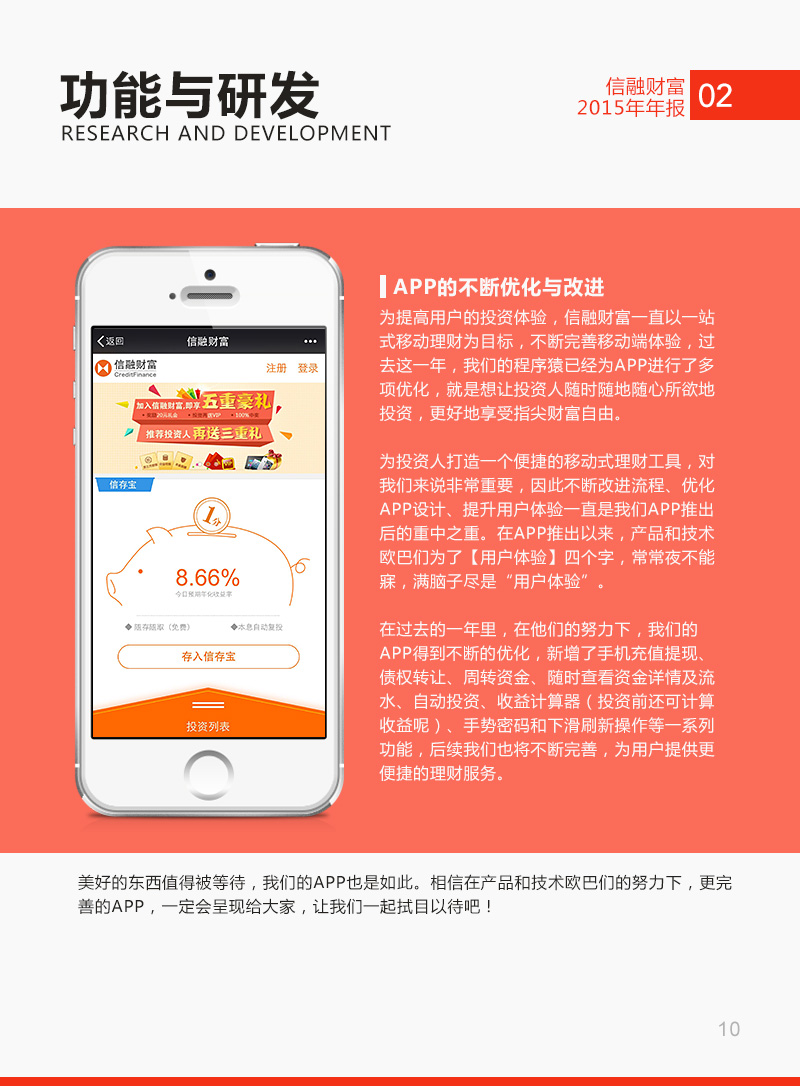 功能与研发
RESEARCH AND DEVELOPMENT
信融财富
2015年年报
02
返回
信融财富
信融财富
CreditFinance
注册 登录
加入信融财富,即享五重豪礼
推荐投资人 再送三重礼
信存宝
1分
8.66%
今日预期年化收益率
◆ 随存随取（免费） ◆本息自动复投
存入信存宝
投资列表
APP的不断优化与改进
为提高用户的投资体验，信融财富一直以一站
式移动理财为目标，不断完善移动端体验，过
去这一年，我们的程序猿已经为APP进行了多
项优化，就是想让投资人随时随地随心所欲地
投资，更好地享受指尖财富自由。
为投资人打造一个便捷的移动式理财工具，对
我们来说非常重要，因此不断改进流程、优化
APP设计、提升用户体验一直是我们APP推出
后的重中之重。在APP推出以来，产品和技术
欧巴们为了【用户体验】四个字，常常夜不能
寐，满脑子尽是“用户体验”。
在过去的一年里，在他们的努力下，我们的
APP得到不断的优化，新增了手机充值提现、
债权转让、周转资金、随时查看资金详情及流
水、自动投资、收益计算器（投资前还可计算
收益呢）、手势密码和下滑刷新操作等一系列
功能，后续我们也将不断完善，为用户提供更
便捷的理财服务。
美好的东西值得被等待，我们的APP也是如此。相信在产品和技术欧巴们的努力下，更完
善的APP，一定会呈现给大家，让我们一起拭目以待吧！
10